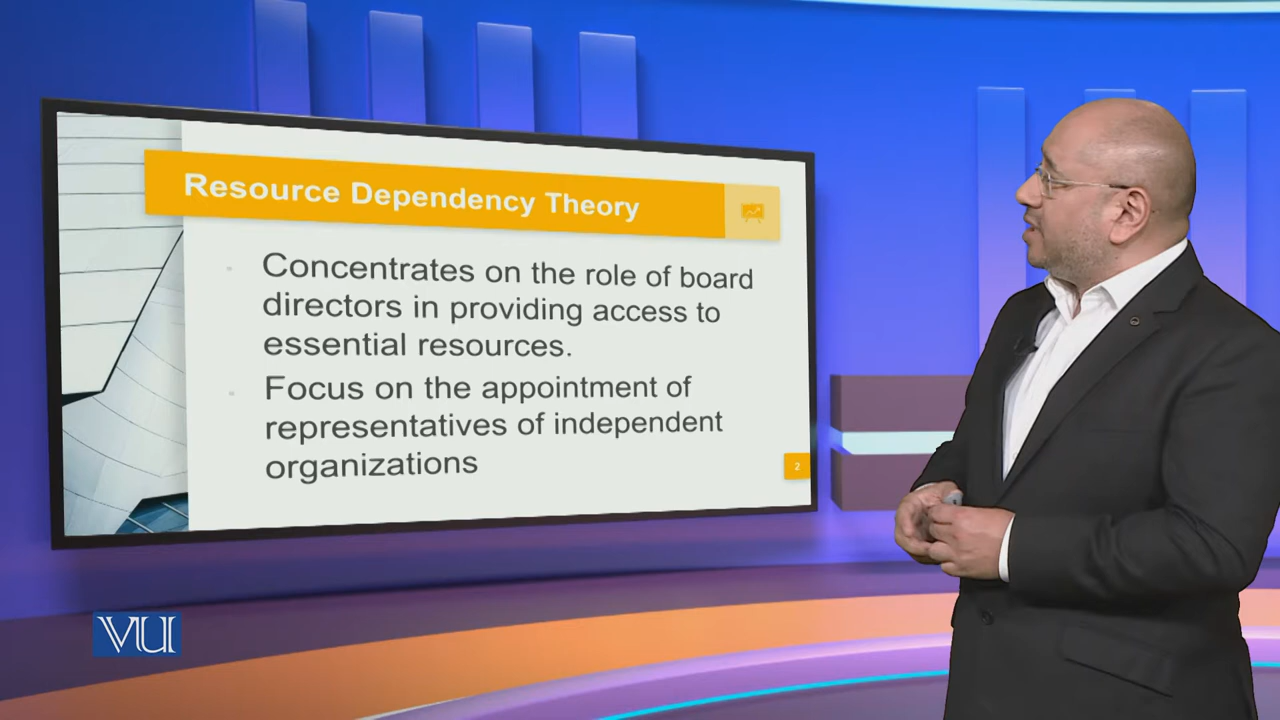 Resource Dependency Theory
Concentrates on the role of board
directors in providing access to
essential resources.
Focus on the appointment of
representatives of independent
organizations
2
VU